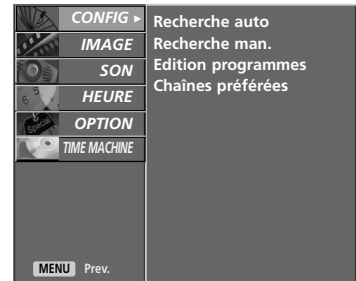 CONFIG ►
IMAGE
SON
HEURE
OPTION
TIME MACHINE
MENU Prev.
Recherche auto
Recherche man.
Edition programmes
Chaînes préférées